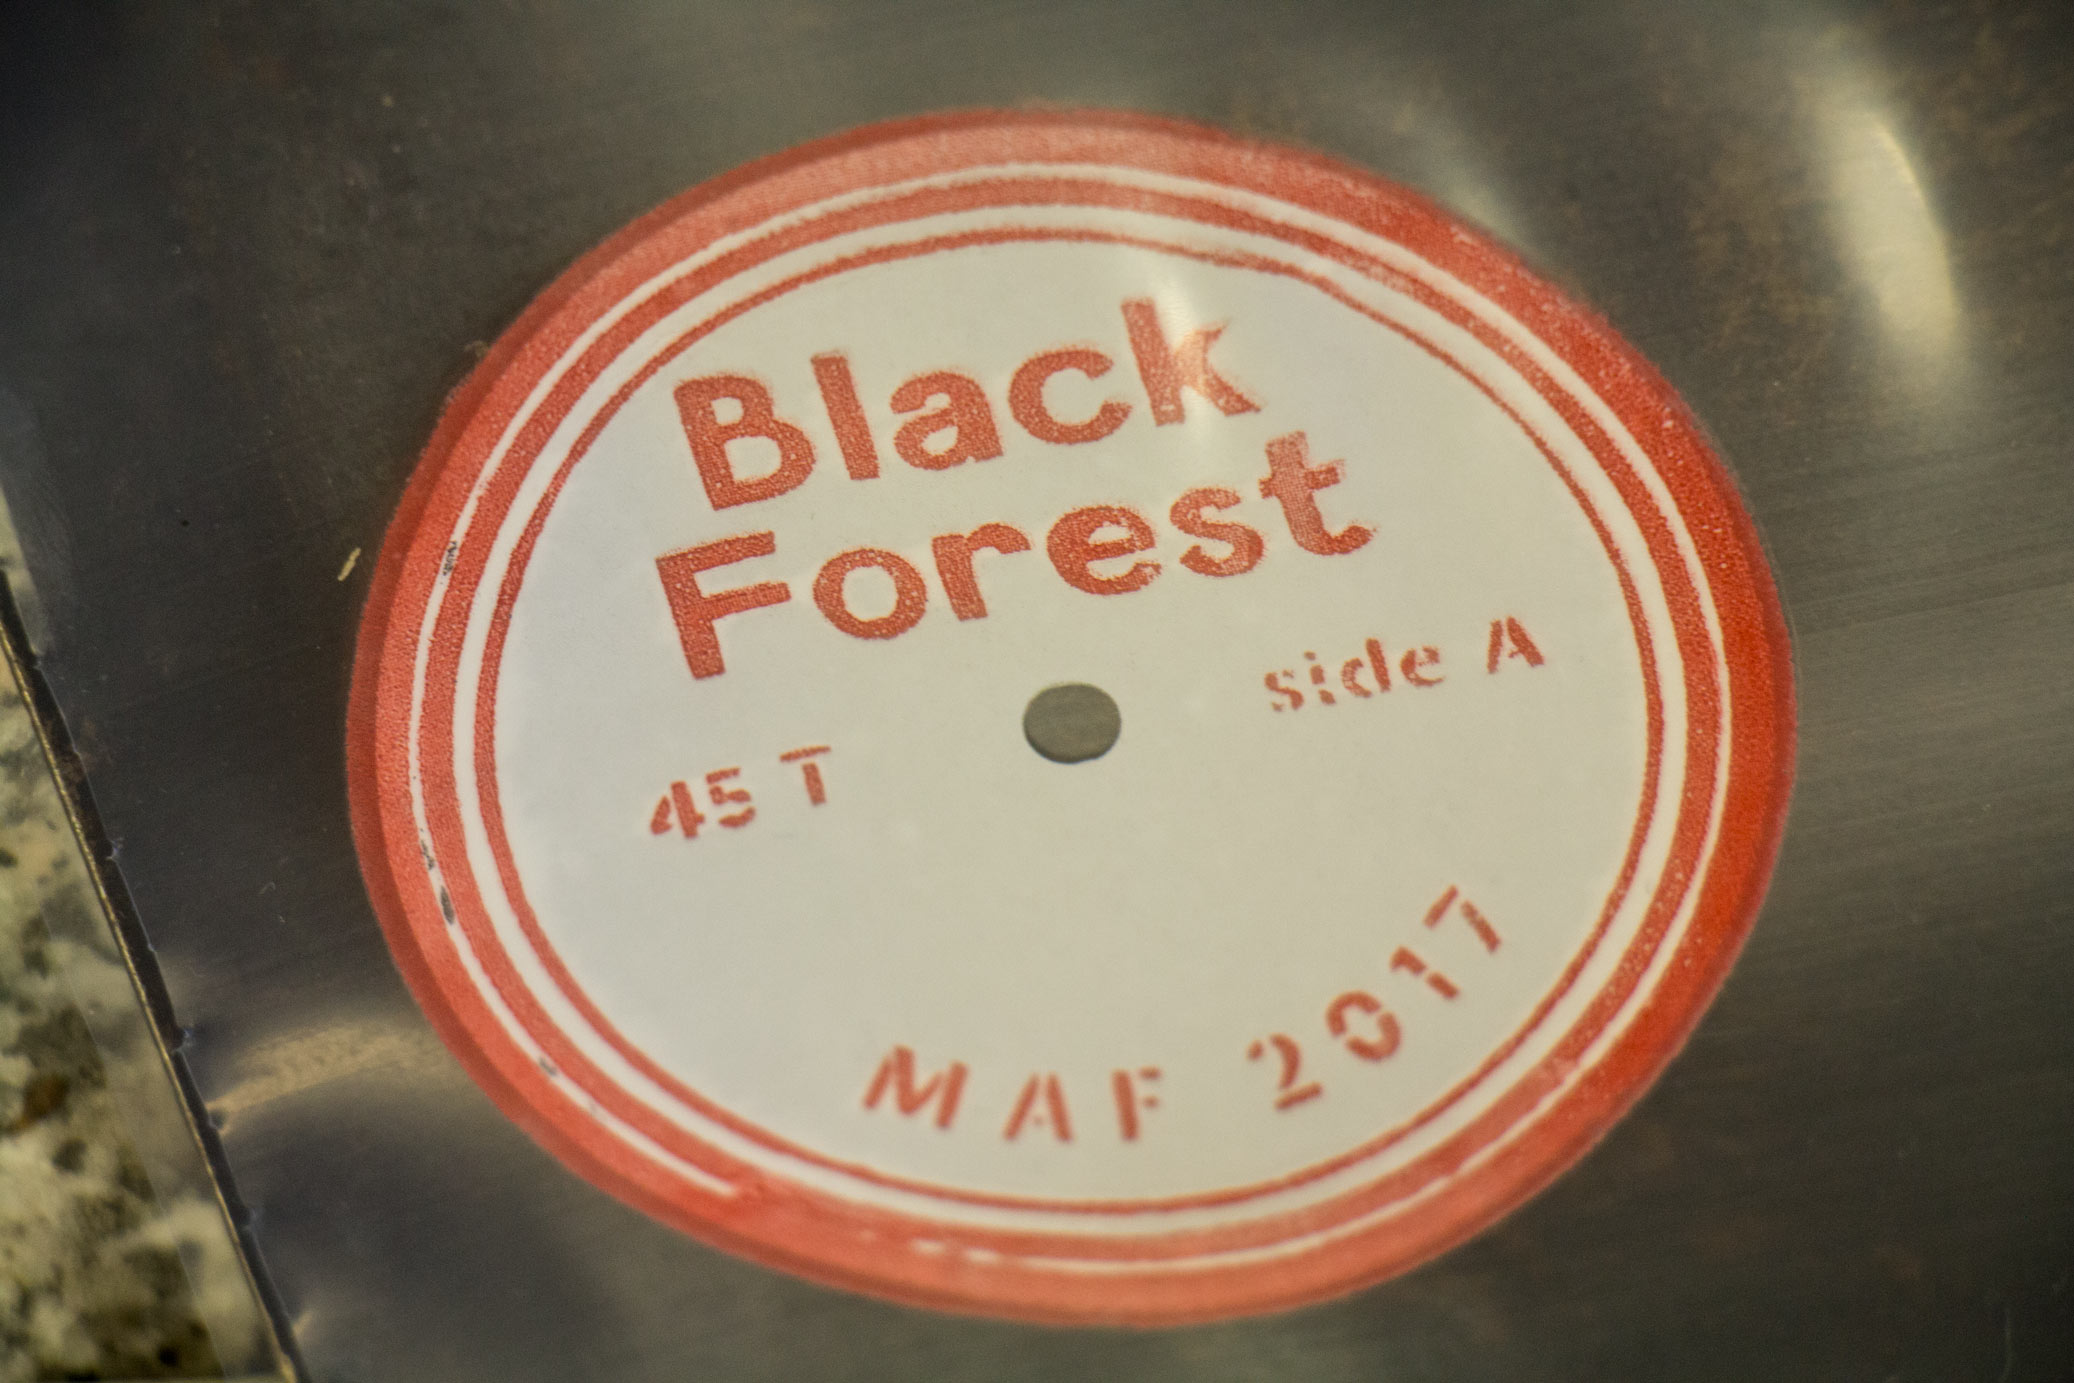 Black
Forest
side A
45 T
MAF 2017